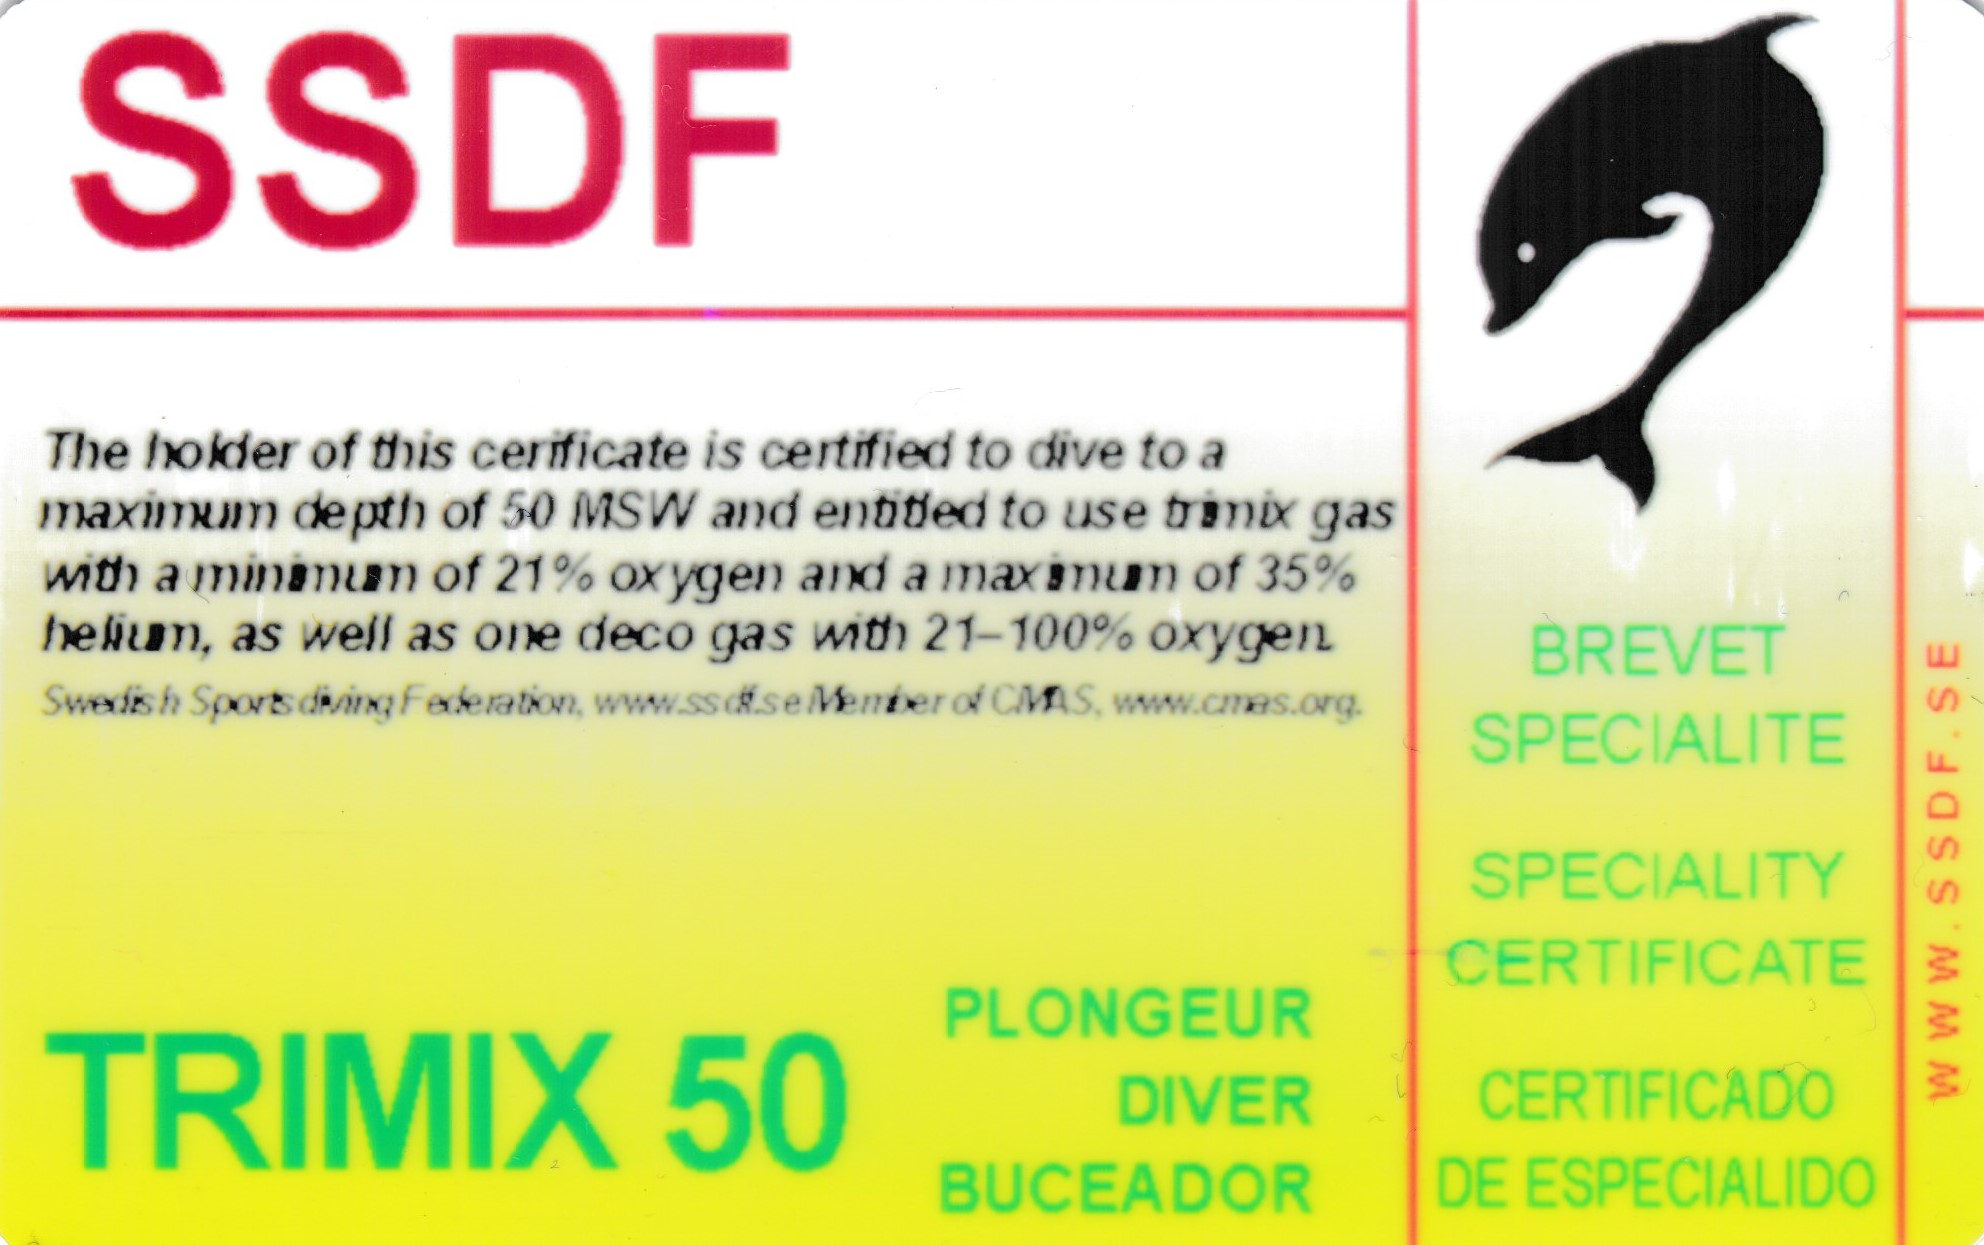 SSDF
The holder of this cerificate is certified to dive to a
maximum depth of 50 MSW and entitled to use trimix gas
with a minimum of 21% oxygen and a maximum of 35%
helium, as well as one deco gas with 21–100% oxygen.
Swedish Sportsdiving Federation, www.ssdf.se Member of CMAS, www.cmas.org.
TRIMIX 50
PLONGEUR
DIVER
BUCEADOR
BREVET
SPECIALITE
SPECIALITY
CERTIFICATE
CERTIFICADO
DE ESPECIALIDO
WWW.SSDF.SE